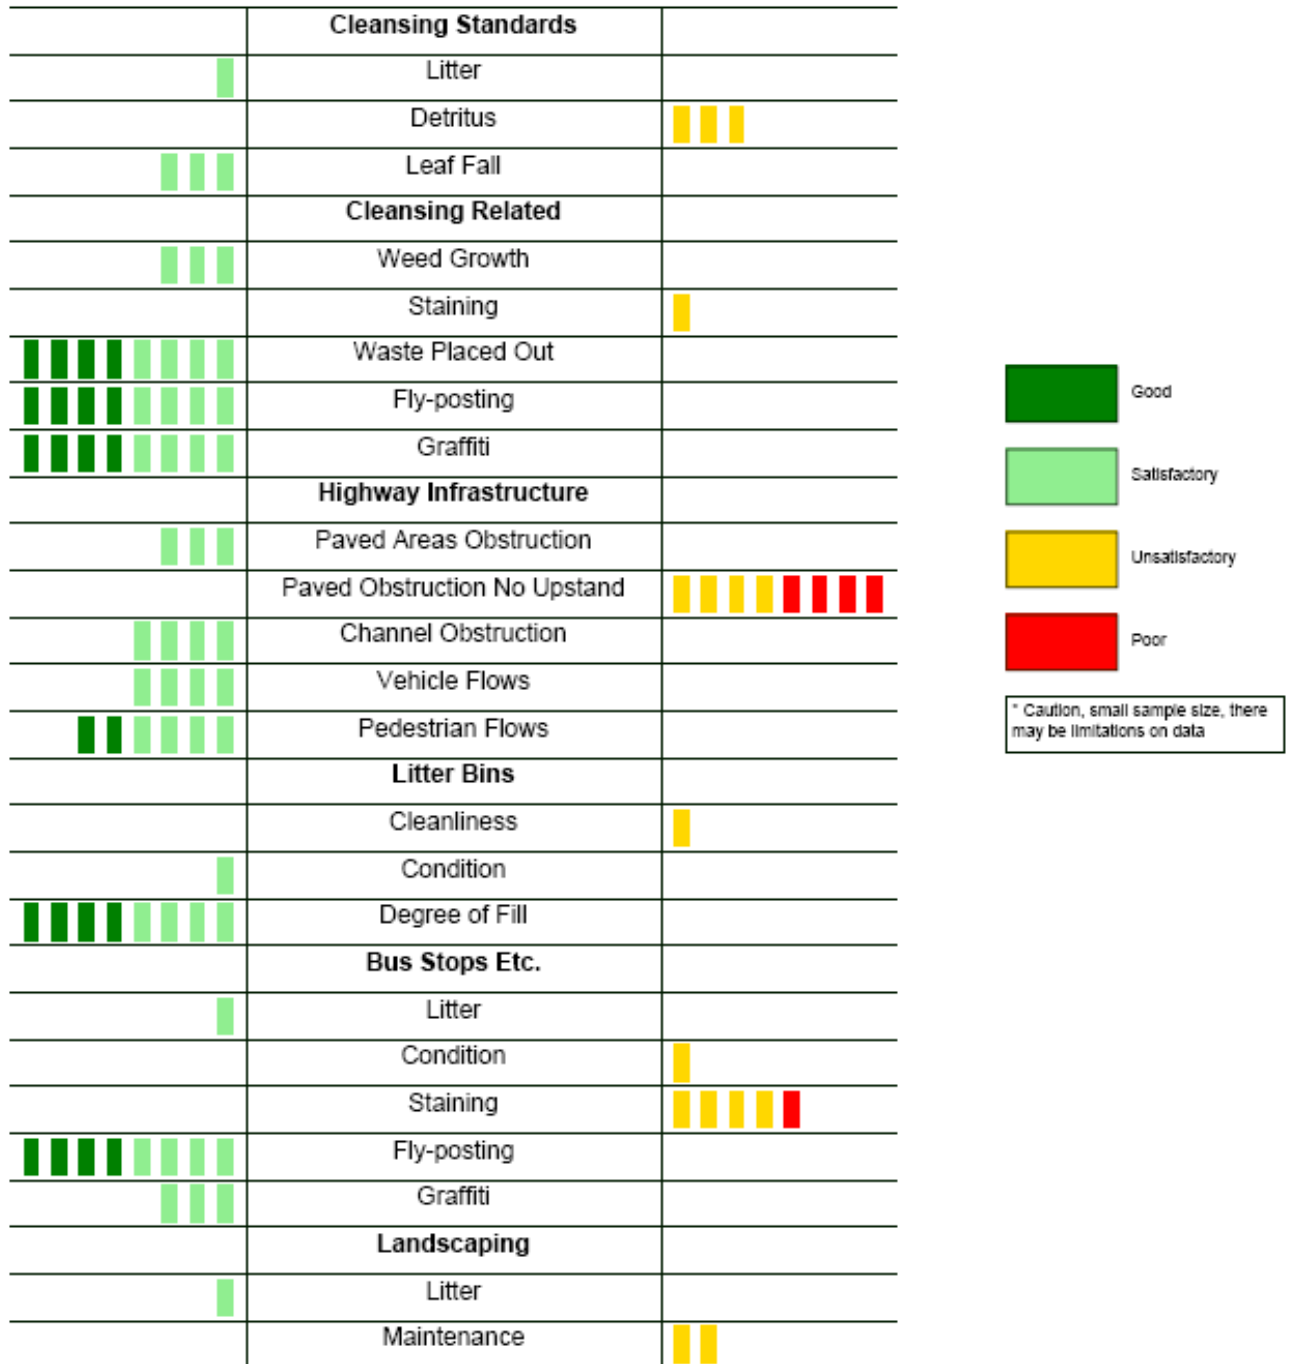 Cleansing Standards
Litter
Detritus
Leaf Fall
Cleansing Related
Weed Growth
Staining
Waste Placed Out
Fly-posting
Graffiti
Highway Infrastructure
Paved Areas Obstruction
Paved Obstruction No Upstand
Channel Obstruction
Vehicle Flows
Pedestrian Flows
Litter Bins
Cleanliness
Condition
Degree of Fill
Bus Stops Etc.
Litter
Condition
Staining
Fly-posting
Graffiti
Landscaping
Litter
Maintenance
Good
Satisfactory
Unsatisfactory
Poor
* Caution, small sample size, there
may be limitations on data